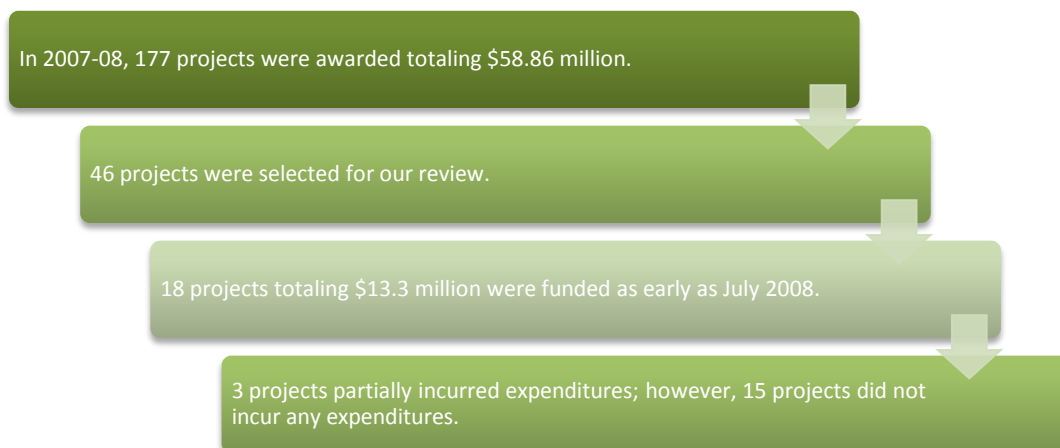 In 2007-08, 177 projects were awarded totaling $58.86 million.
46 projects were selected for our review.
18 projects totaling $13.3 million were funded as early as July 2008.
3 projects partially incurred expenditures; however, 15 projects did not
incur any expenditures.